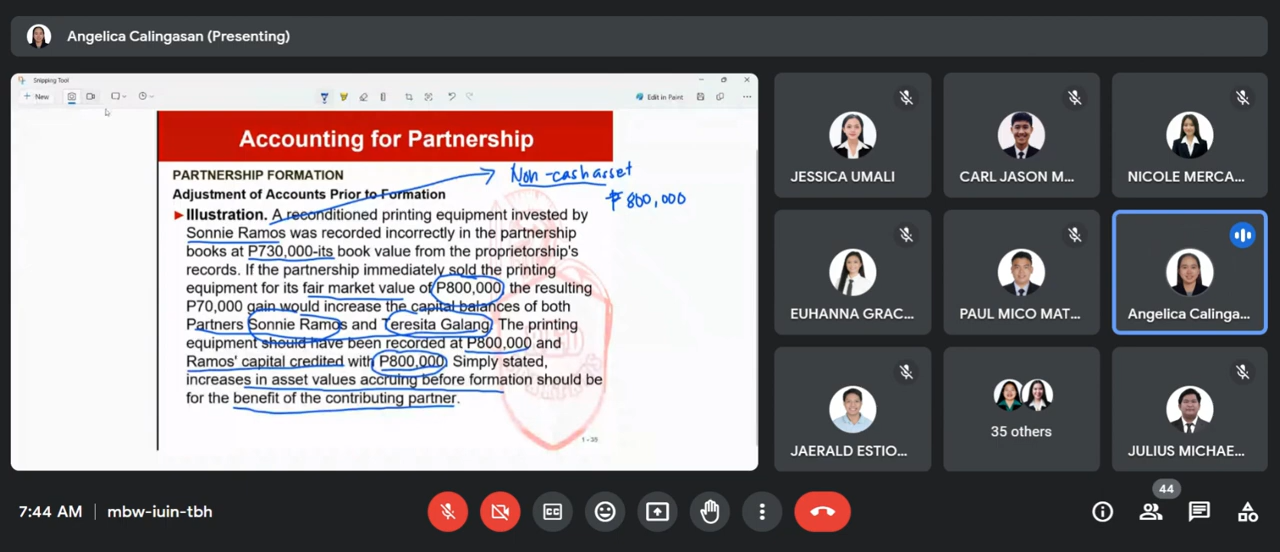 Angelica Calingasan (Presenting)
Snipping Tool
New
Edit in Paint
Accounting for Partnership
PARTNERSHIP FORMATION
Non-cash asset
Adjustment of Accounts Prior to Formation
₱800,000
Illustration. A reconditioned printing equipment invested by
Sonnie Ramos was recorded incorrectly in the partnership
books at P730,000-its book value from the proprietorship's
records. If the partnership immediately sold the printing
equipment for its fair market value of P800,000 the resulting
P70,000 gain would increase the capital balances of both
Partners Sonnie Ramos and Teresita Galang. The printing
equipment should have been recorded at P800,000 and
Ramos' capital credited with P800,000. Simply stated,
increases in asset values accruing before formation should be
for the benefit of the contributing partner.
1 - 35
JESSICA UMALI
CARL JASON M...
NICOLE MERCA...
EUHANNA GRAC...
PAUL MICO MAT...
Angelica Calinga...
JAERALD ESTIO...
35 others
JULIUS MICHAE...
7:44 AM
mbw-iuin-tbh
CC
44